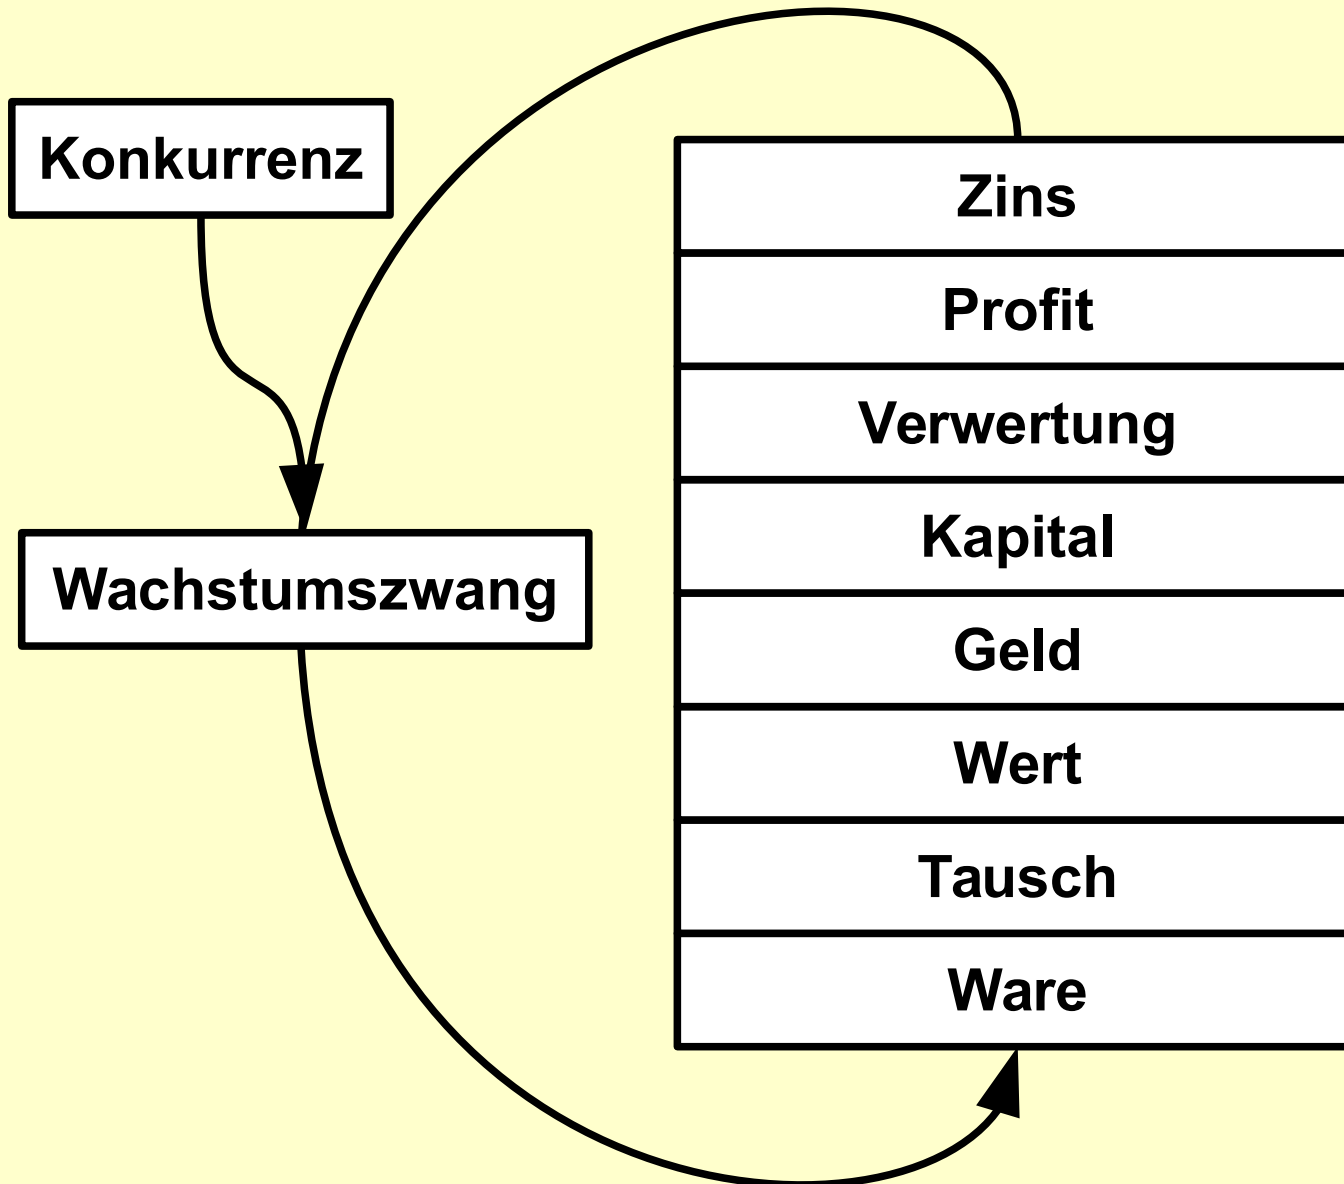 Konkurrenz
Wachstumszwang
Zins
Profit
Verwertung
Kapital
Geld
Wert
Tausch
Ware